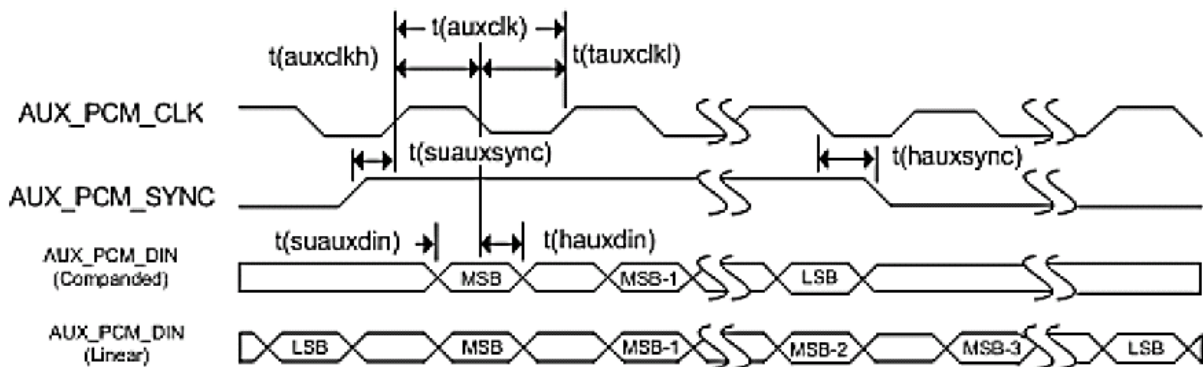 t(auxclk)
t(auxclkh)
t(tauxclkl)
AUX_PCM_CLK
t(suauxsync)
t(hauxsync)
AUX_PCM_SYNC
t(suauxdin)
t(hauxdin)
AUX_PCM_DIN
(Companded)
MSB
MSB-1
LSB
AUX_PCM_DIN
(Linear)
LSB
MSB
MSB-1
MSB-2
MSB-3
LSB